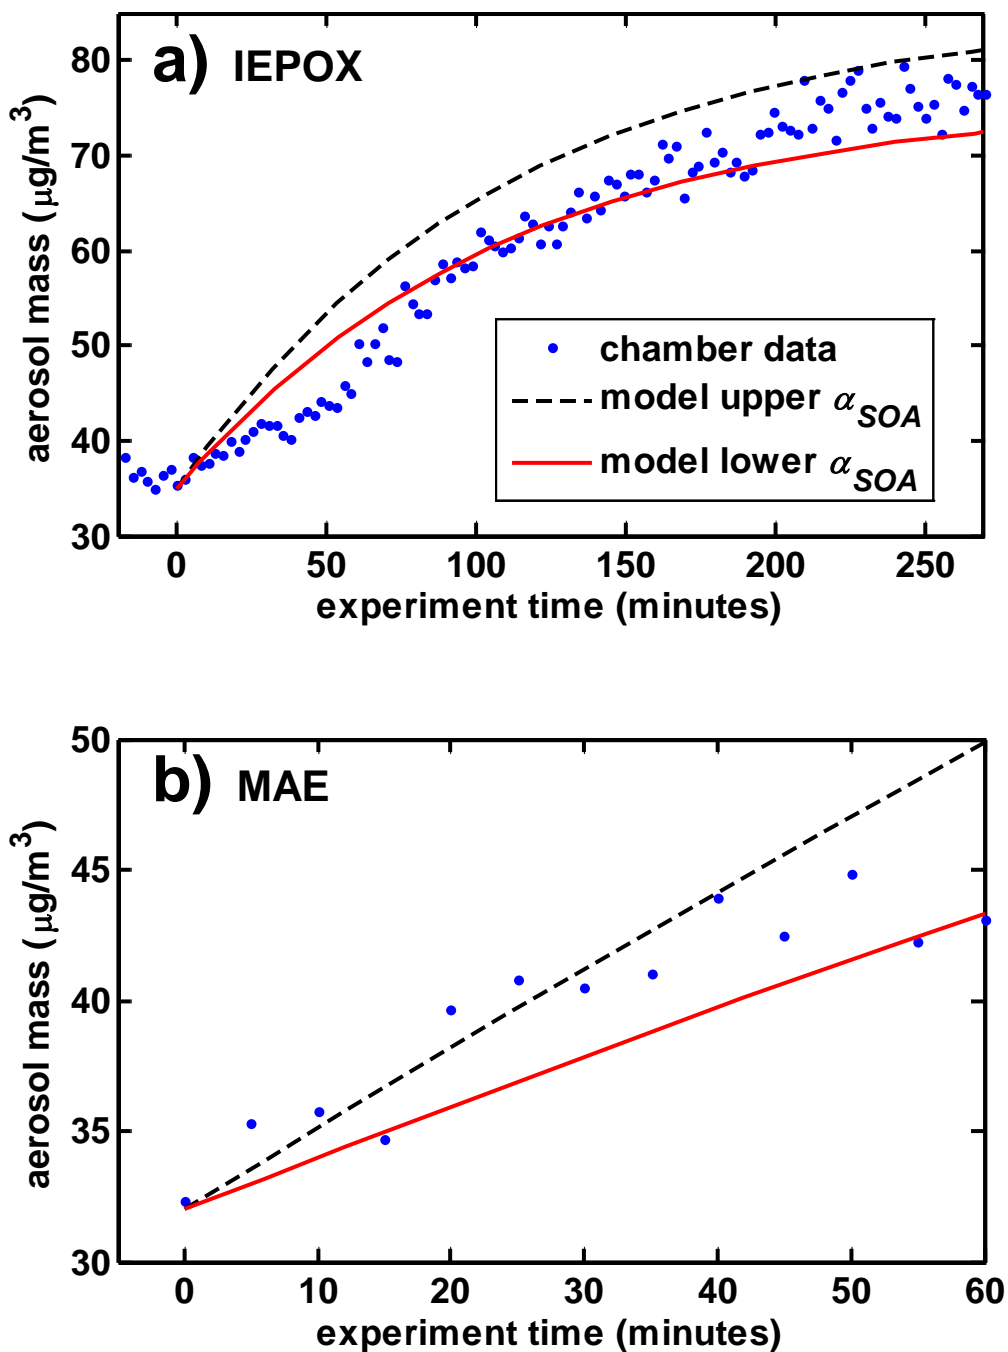 a) IEPOX
80
70
60
50
40
30
aerosol mass (μg/m³)
chamber data
model upper α_SOA
model lower α_SOA
0 50 100 150 200 250
experiment time (minutes)
b) MAE
50
45
40
35
30
aerosol mass (μg/m³)
0 10 20 30 40 50 60
experiment time (minutes)